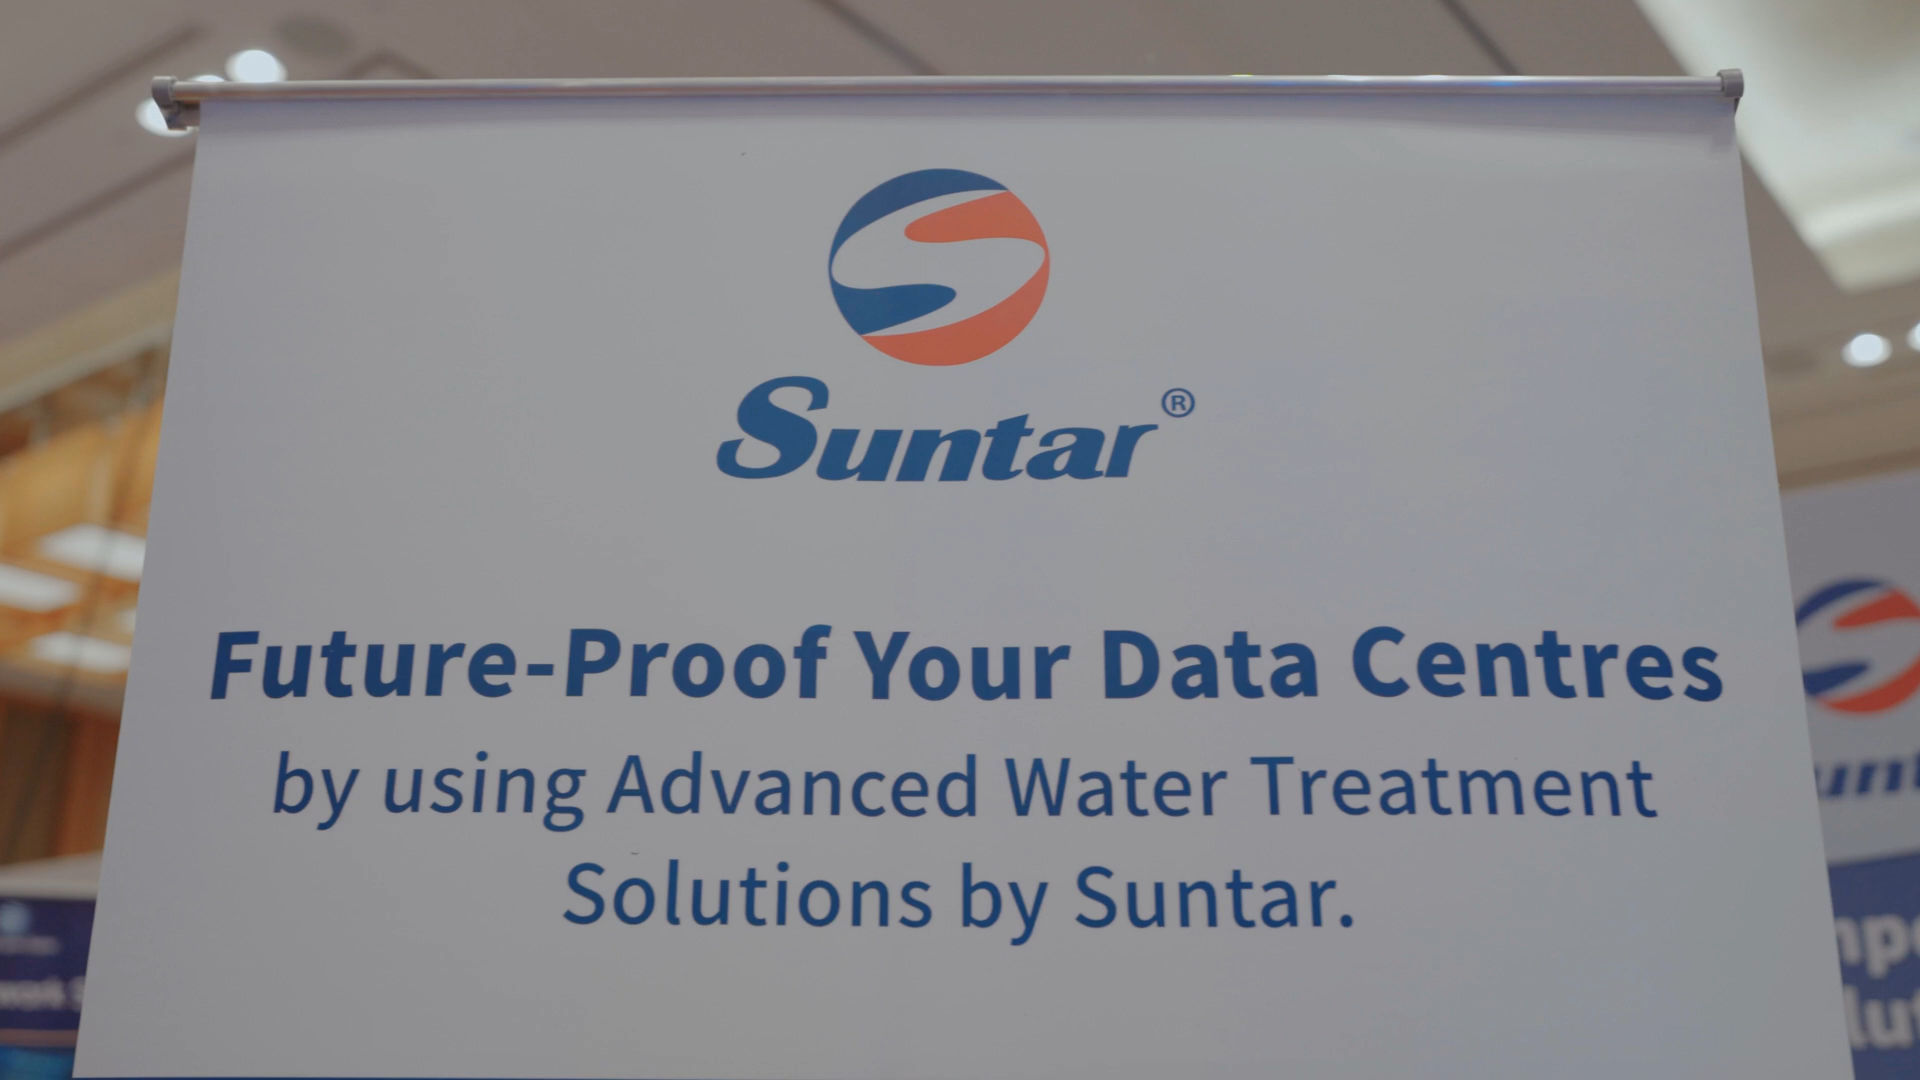 Suntar®
Future-Proof Your Data Centres
by using Advanced Water Treatment
Solutions by Suntar.